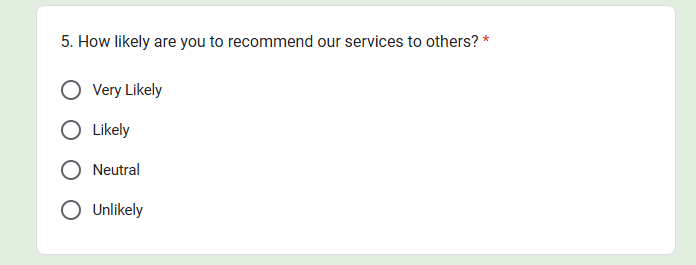 5. How likely are you to recommend our services to others? *
Very Likely
Likely
Neutral
Unlikely